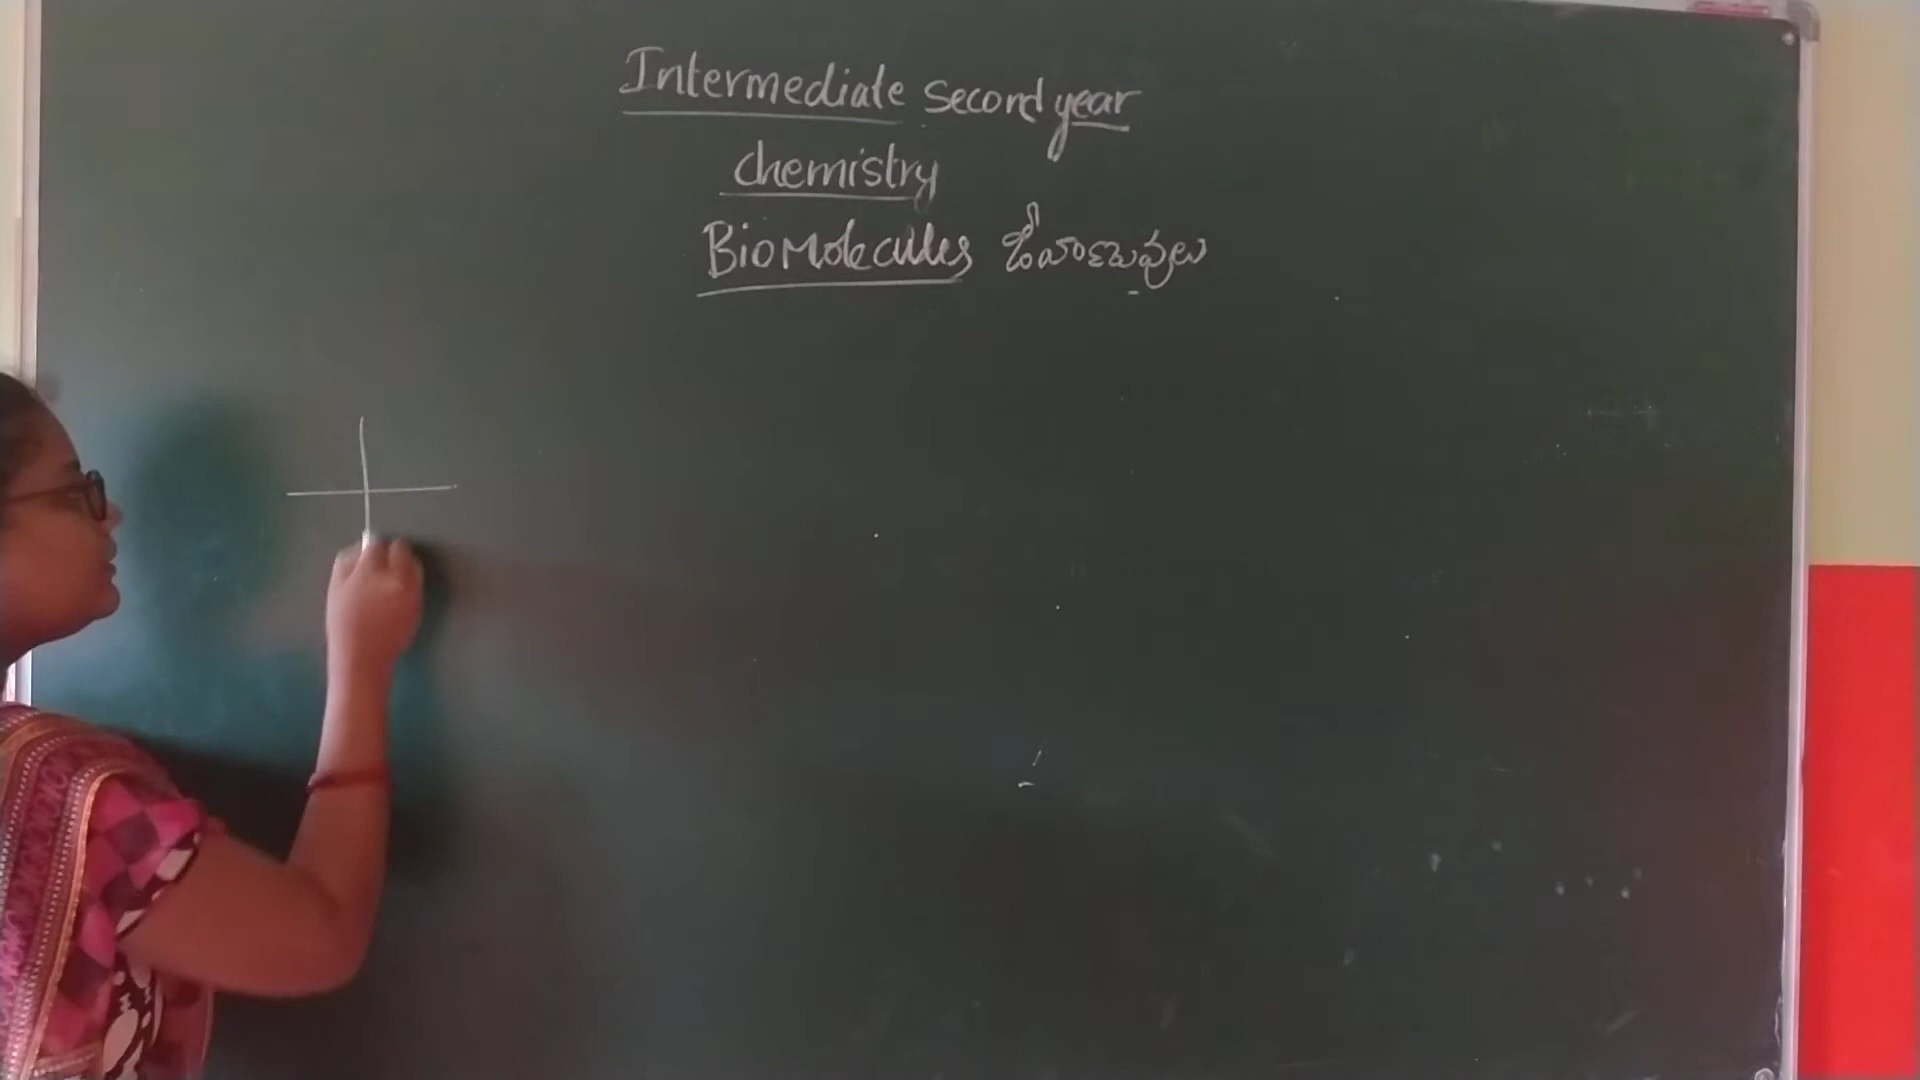 Intermediate Second year
chemistry
BioMolecules జీవాణువులు